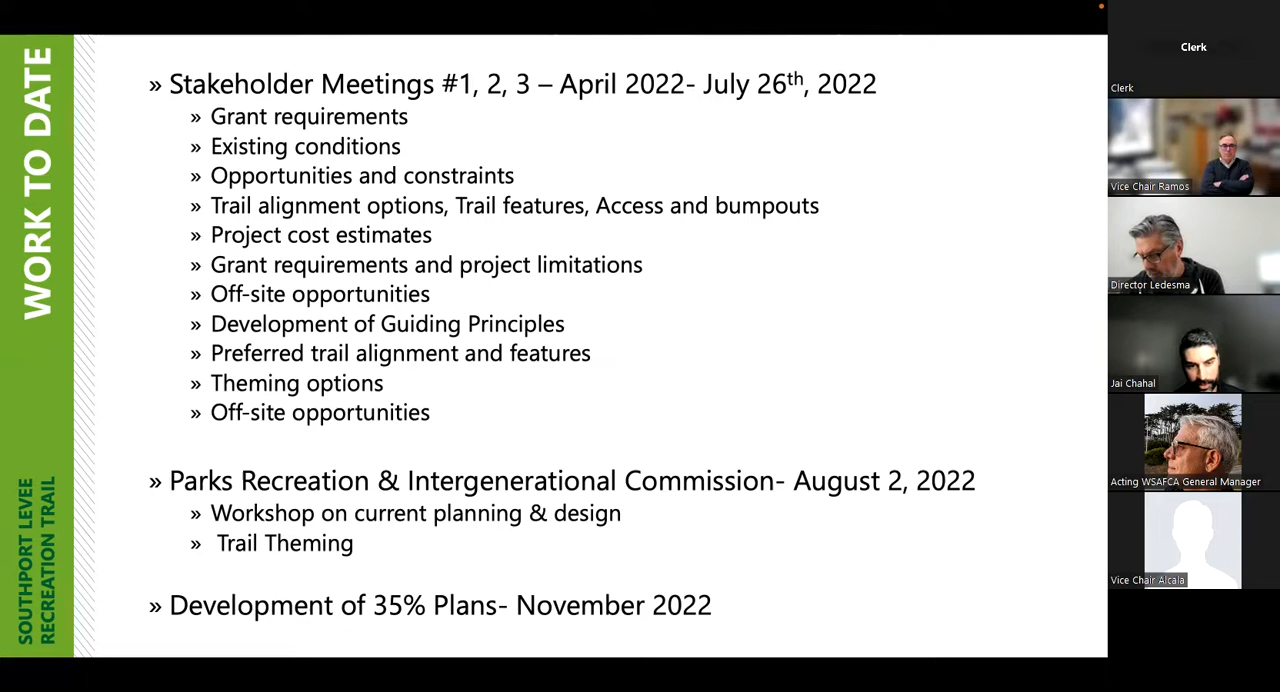 WORK TO DATE
SOUTHPORT LEVEE
RECREATION TRAIL
» Stakeholder Meetings #1, 2, 3 – April 2022- July 26th, 2022
» Grant requirements
» Existing conditions
» Opportunities and constraints
» Trail alignment options, Trail features, Access and bumpouts
» Project cost estimates
» Grant requirements and project limitations
» Off-site opportunities
» Development of Guiding Principles
» Preferred trail alignment and features
» Theming options
» Off-site opportunities
» Parks Recreation & Intergenerational Commission- August 2, 2022
» Workshop on current planning & design
» Trail Theming
» Development of 35% Plans- November 2022
Clerk
Clerk
Vice Chair Ramos
Director Ledesma
Jai Chahal
Acting WSAFCA General Manager
Vice Chair Alcala